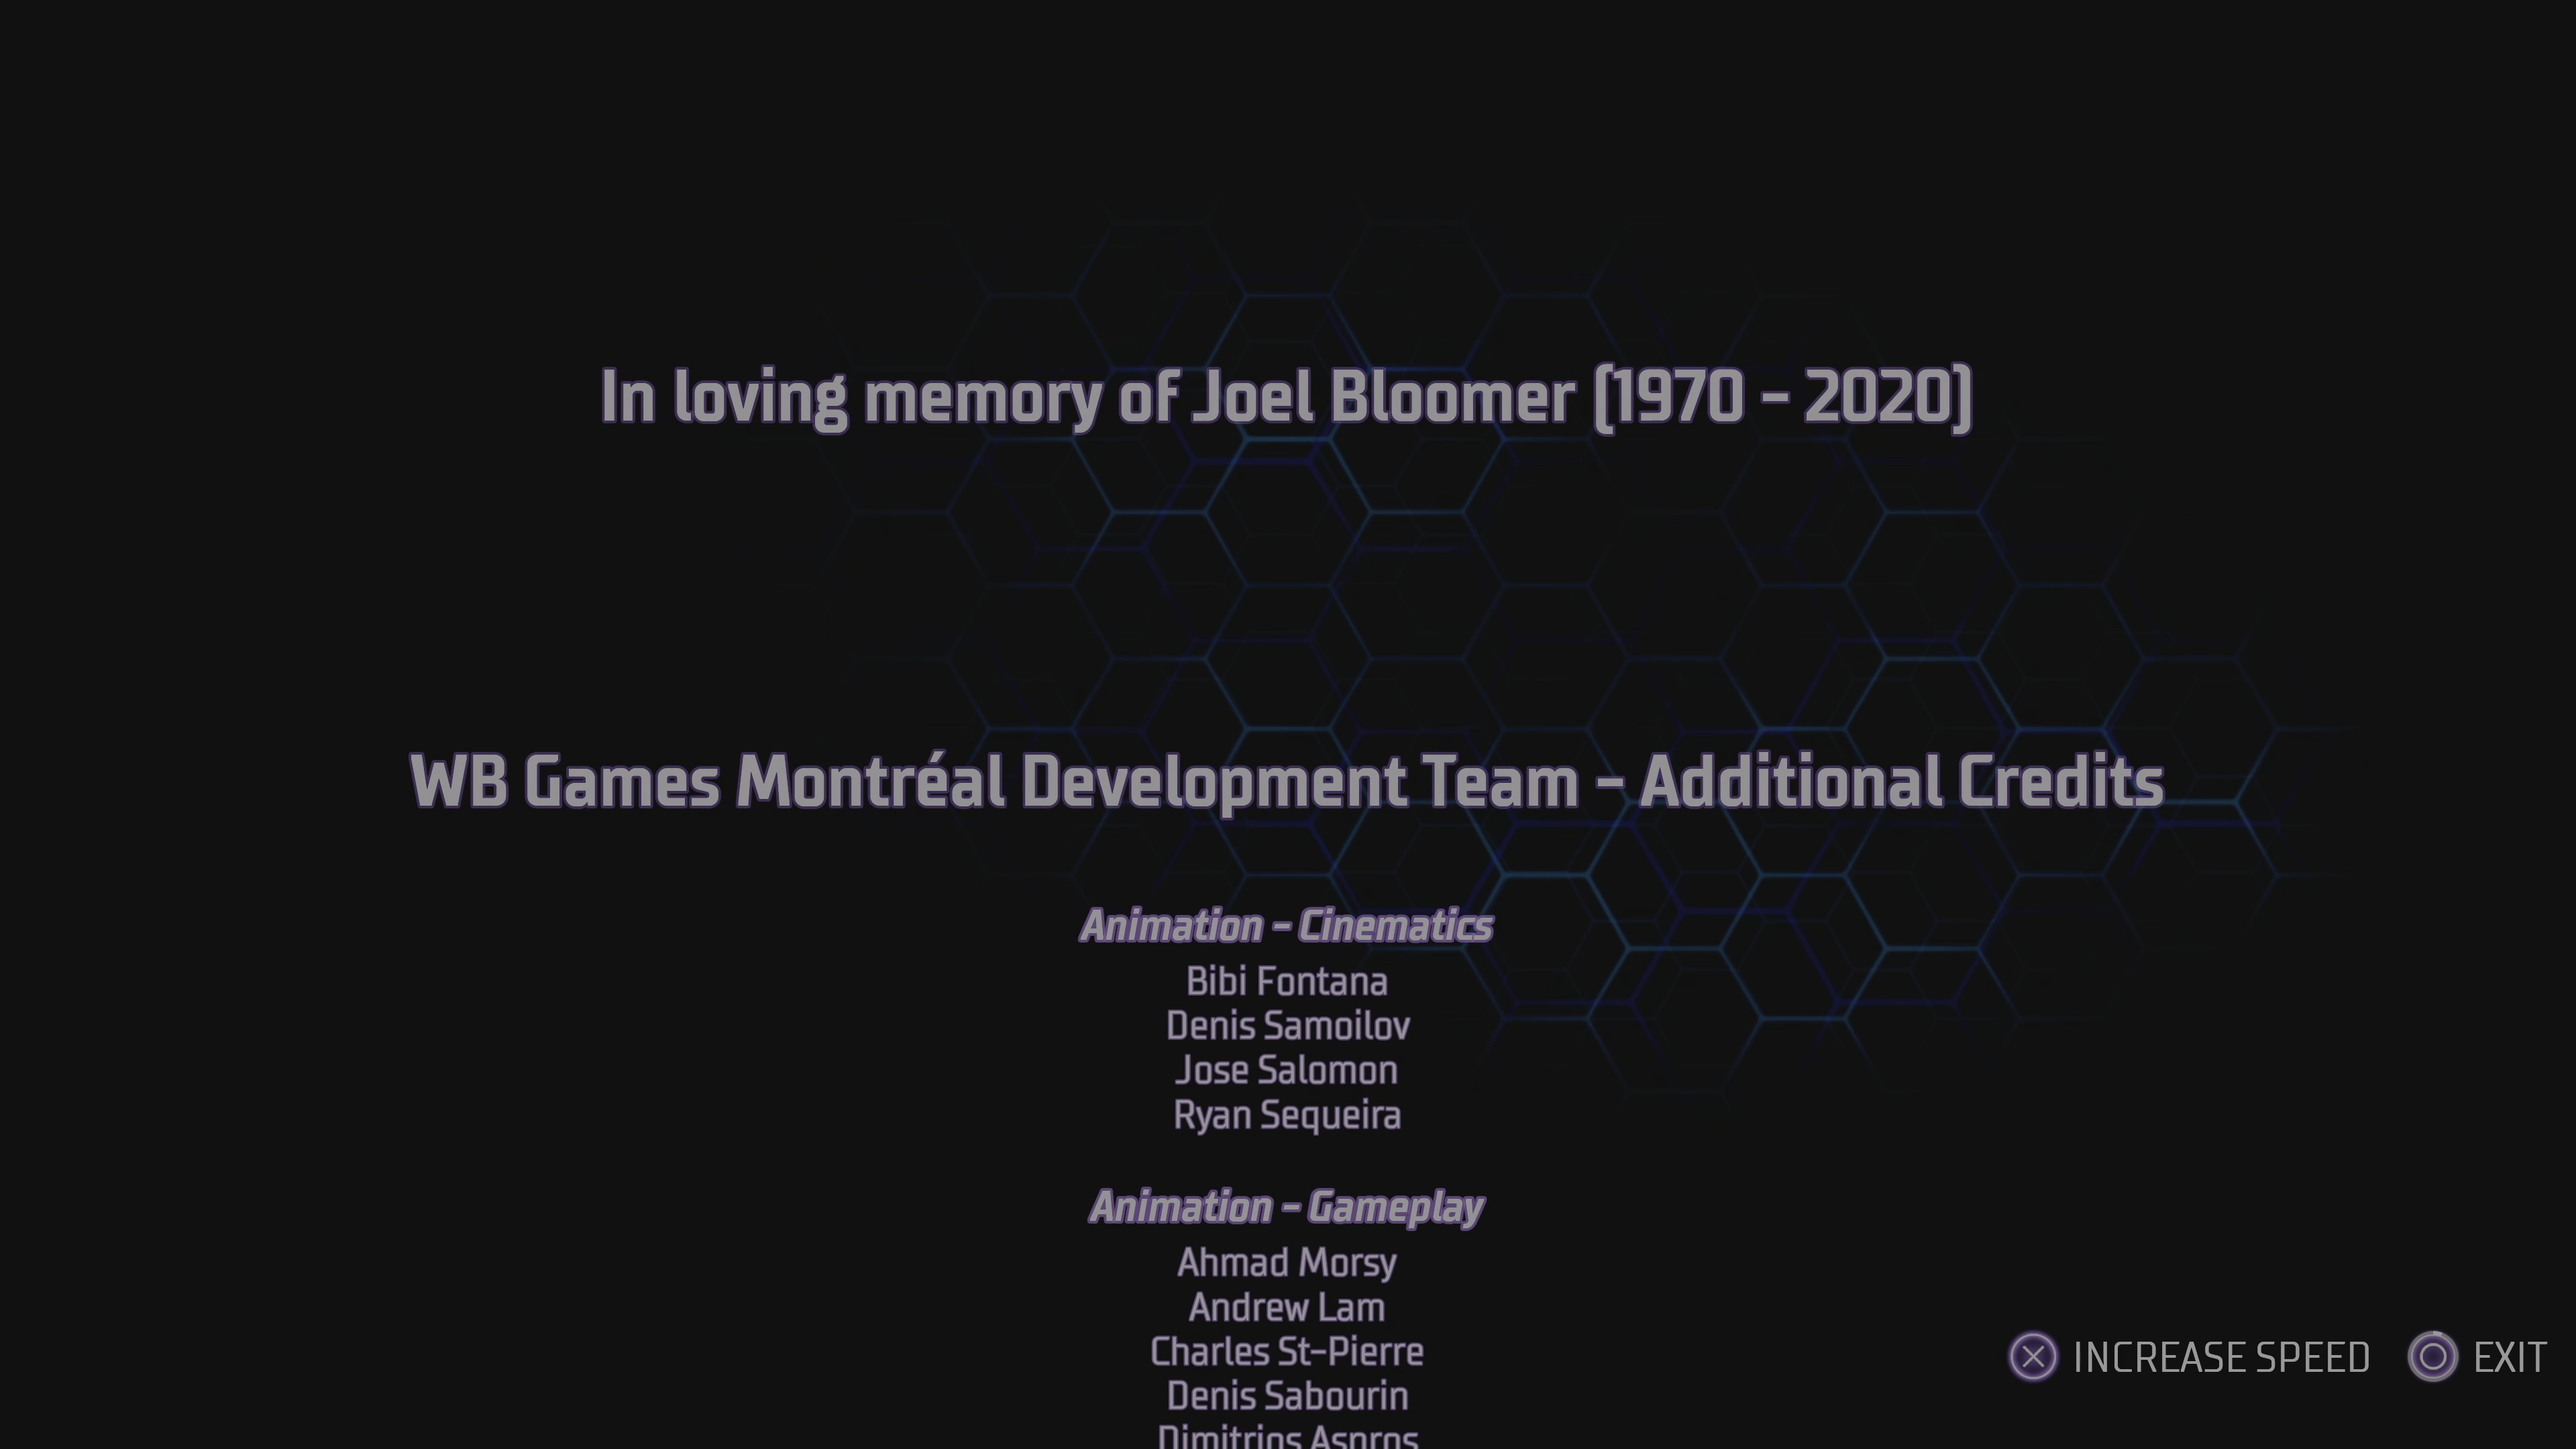 In loving memory of Joel Bloomer (1970 – 2020)
WB Games Montréal Development Team – Additional Credits
Animation – Cinematics
Bibi Fontana
Denis Samoilov
Jose Salomon
Ryan Sequeira
Animation – Gameplay
Ahmad Morsy
Andrew Lam
Charles St-Pierre
Denis Sabourin
Dimitrios Aspros
INCREASE SPEED
EXIT